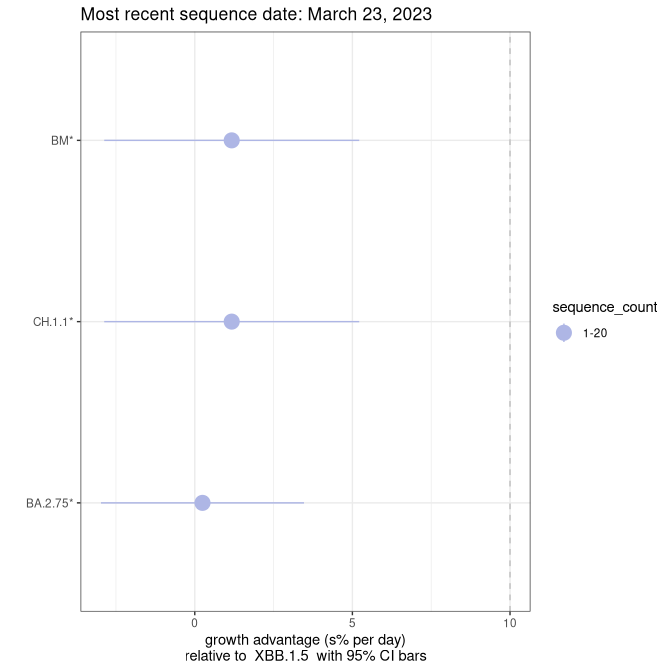 Most recent sequence date: March 23, 2023
BM*
CH.1.1*
BA.2.75*
sequence_count
1-20
0 5 10
growth advantage (s% per day)
relative to  XBB.1.5  with 95% CI bars